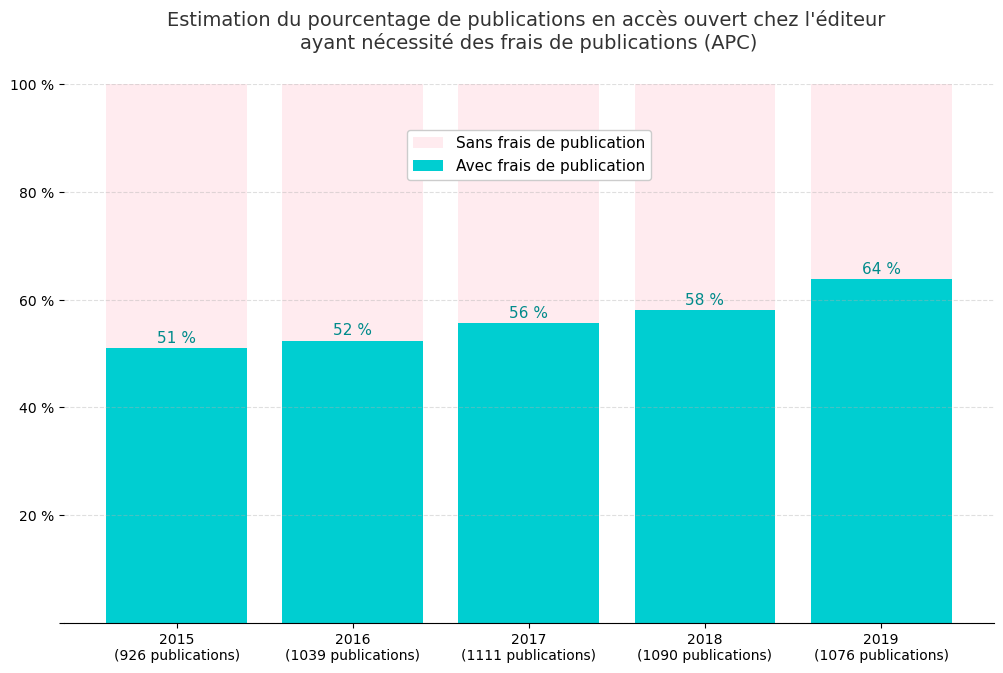 Estimation du pourcentage de publications en accès ouvert chez l'éditeur
ayant nécessité des frais de publications (APC)
100 %
80 %
60 %
40 %
20 %
Sans frais de publication
Avec frais de publication
51 %
52 %
56 %
58 %
64 %
2015
(926 publications)
2016
(1039 publications)
2017
(1111 publications)
2018
(1090 publications)
2019
(1076 publications)